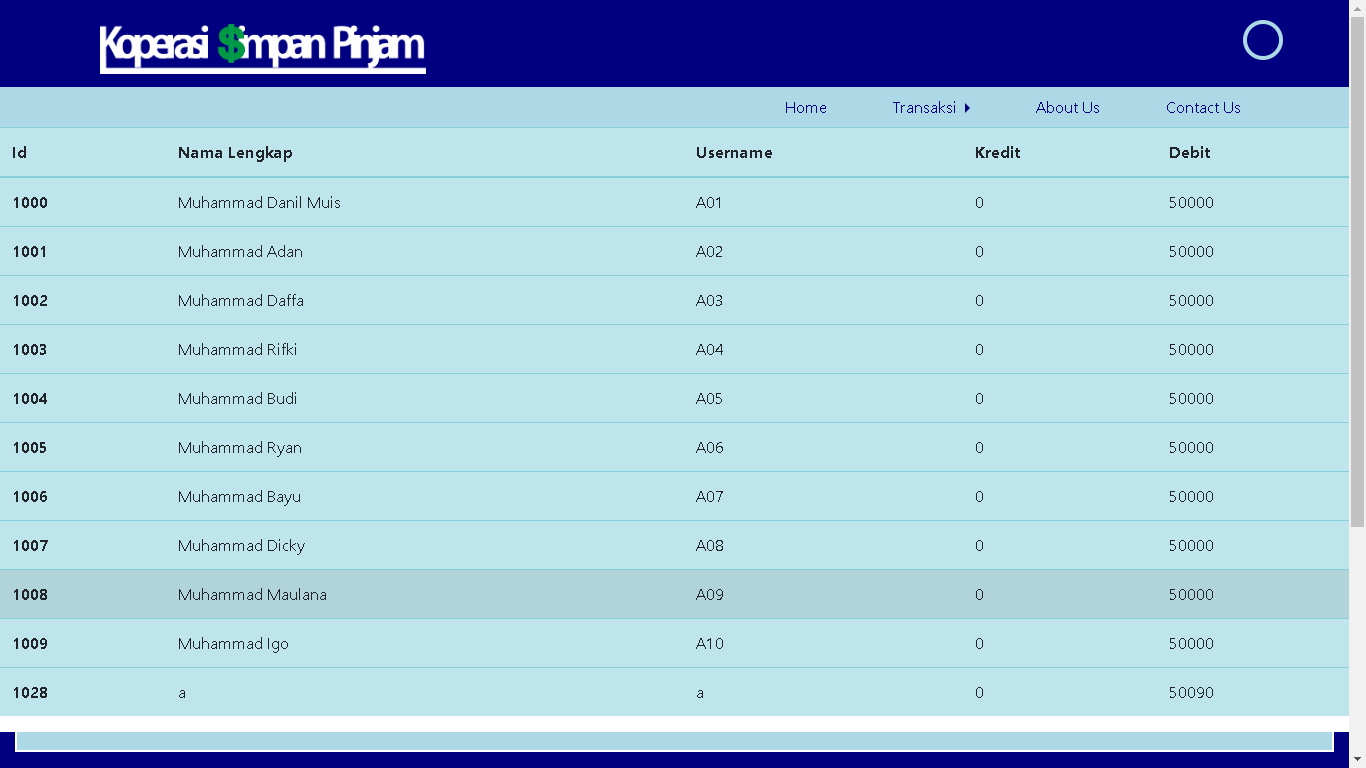 Koperasi $impan Pinjam
Home Transaksi About Us Contact Us
Id Nama Lengkap Username Kredit Debit
1000 Muhammad Danil Muis A01 0 50000
1001 Muhammad Adan A02 0 50000
1002 Muhammad Daffa A03 0 50000
1003 Muhammad Rifki A04 0 50000
1004 Muhammad Budi A05 0 50000
1005 Muhammad Ryan A06 0 50000
1006 Muhammad Bayu A07 0 50000
1007 Muhammad Dicky A08 0 50000
1008 Muhammad Maulana A09 0 50000
1009 Muhammad Igo A10 0 50000
1028 a a 0 50090